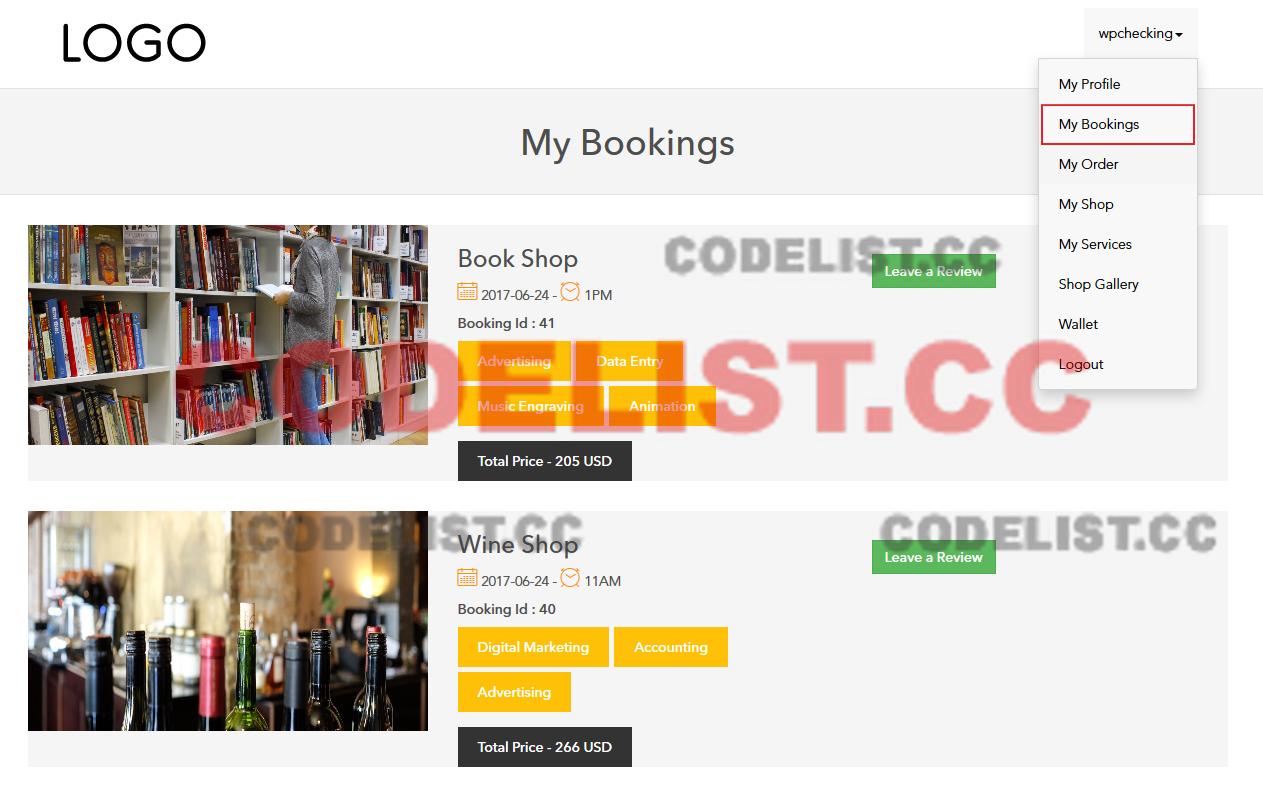 LOGO
wpchecking
My Profile
My Bookings
My Order
My Shop
My Services
Shop Gallery
Wallet
Logout
My Bookings
CODELIST.CC
Book Shop
2017-06-24 - 1PM
Booking Id : 41
Leave a Review
Advertising Data Entry
Music Engraving Animation
CODELIST.CC
Total Price - 205 USD
CODELIST.CC
CODELIST.CC
Wine Shop
2017-06-24 - 11AM
Booking Id : 40
Leave a Review
Digital Marketing Accounting
Advertising
Total Price - 266 USD